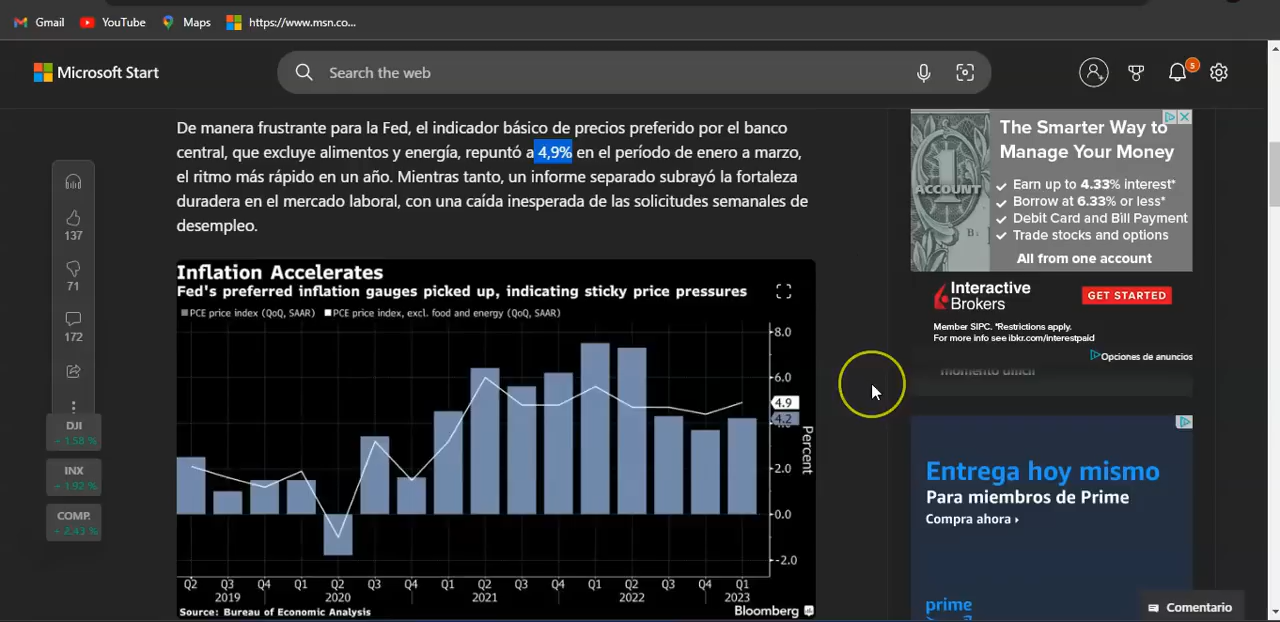 Gmail YouTube Maps https://www.msn.co...
Microsoft Start
Search the web
5
De manera frustrante para la Fed, el indicador básico de precios preferido por el banco
central, que excluye alimentos y energía, repuntó a 4,9% en el período de enero a marzo,
el ritmo más rápido en un año. Mientras tanto, un informe separado subrayó la fortaleza
duradera en el mercado laboral, con una caída inesperada de las solicitudes semanales de
desempleo.
137
71
172
DJI
- 1.58 %
INX
- 1.92 %
COMP.
- 2.43 %
Inflation Accelerates
Fed's preferred inflation gauges picked up, indicating sticky price pressures
PCE price index (QoQ, SAAR) PCE price index, excl. food and energy (QoQ, SAAR)
8.0
6.0
4.9
4.2
4.0
2.0
0.0
-2.0
Percent
Q2 Q3 Q4 Q1 Q2 Q3 Q4 Q1 Q2 Q3 Q4 Q1 Q2 Q3 Q4 Q1
2019 2020 2021 2022 2023
Source: Bureau of Economic Analysis
Bloomberg
ACCOUNT
The Smarter Way to
Manage Your Money
Earn up to 4.33% interest*
Borrow at 6.33% or less*
Debit Card and Bill Payment
Trade stocks and options
All from one account
Interactive
Brokers
GET STARTED
Member SIPC. *Restrictions apply.
For more info see ibkr.com/interestpaid
Opciones de anuncios
momento difícil
Entrega hoy mismo
Para miembros de Prime
Compra ahora ›
prime
Comentario